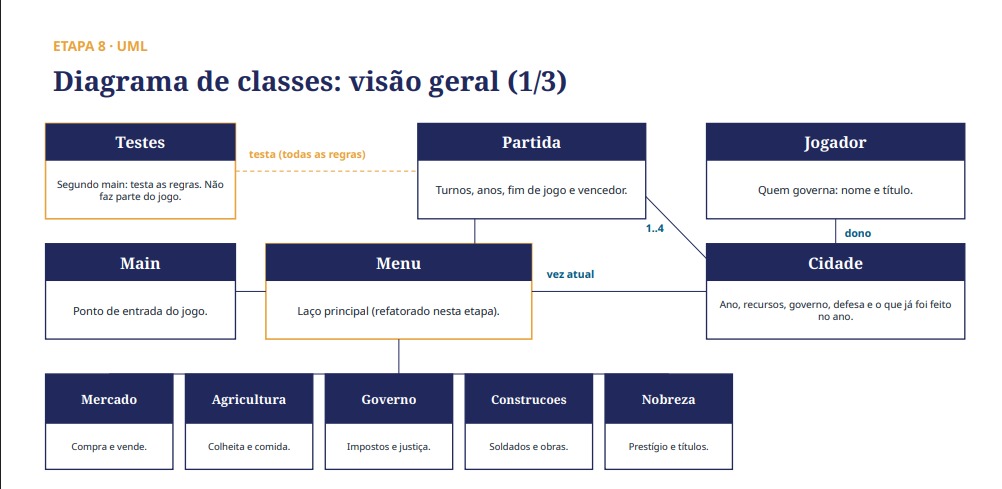 ETAPA 8 · UML
Diagrama de classes: visão geral (1/3)
Testes
Segundo main: testa as regras. Não
faz parte do jogo.
testa (todas as regras)
Partida
Turnos, anos, fim de jogo e vencedor.
Jogador
Quem governa: nome e título.
1..4
dono
Main
Ponto de entrada do jogo.
Menu
Laço principal (refatorado nesta etapa).
vez atual
Cidade
Ano, recursos, governo, defesa e o que já foi feito
no ano.
Mercado
Compra e vende.
Agricultura
Colheita e comida.
Governo
Impostos e justiça.
Construcoes
Soldados e obras.
Nobreza
Prestígio e títulos.